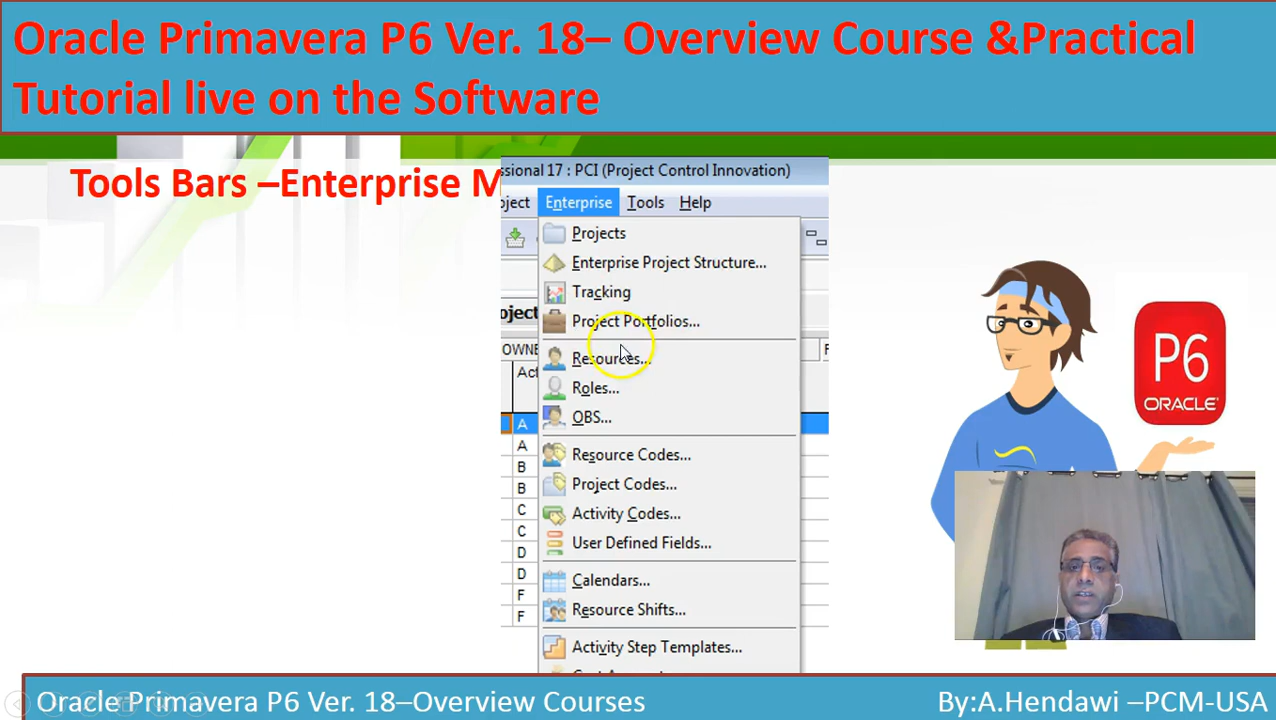 Oracle Primavera P6 Ver. 18– Overview Course &Practical
Tutorial live on the Software
Tools Bars –Enterprise M
ssional 17 : PCI (Project Control Innovation)
oject Enterprise Tools Help
Projects
Enterprise Project Structure...
Tracking
oject
Project Portfolios...
OWNE
F
Resources...
Act
Roles...
OBS...
A
A
Resource Codes...
B
Project Codes...
B
Activity Codes...
C
C
User Defined Fields...
D
Calendars...
D
Resource Shifts...
F
F
Activity Step Templates...
P6
ORACLE
Oracle Primavera P6 Ver. 18–Overview Courses
By:A.Hendawi –PCM-USA